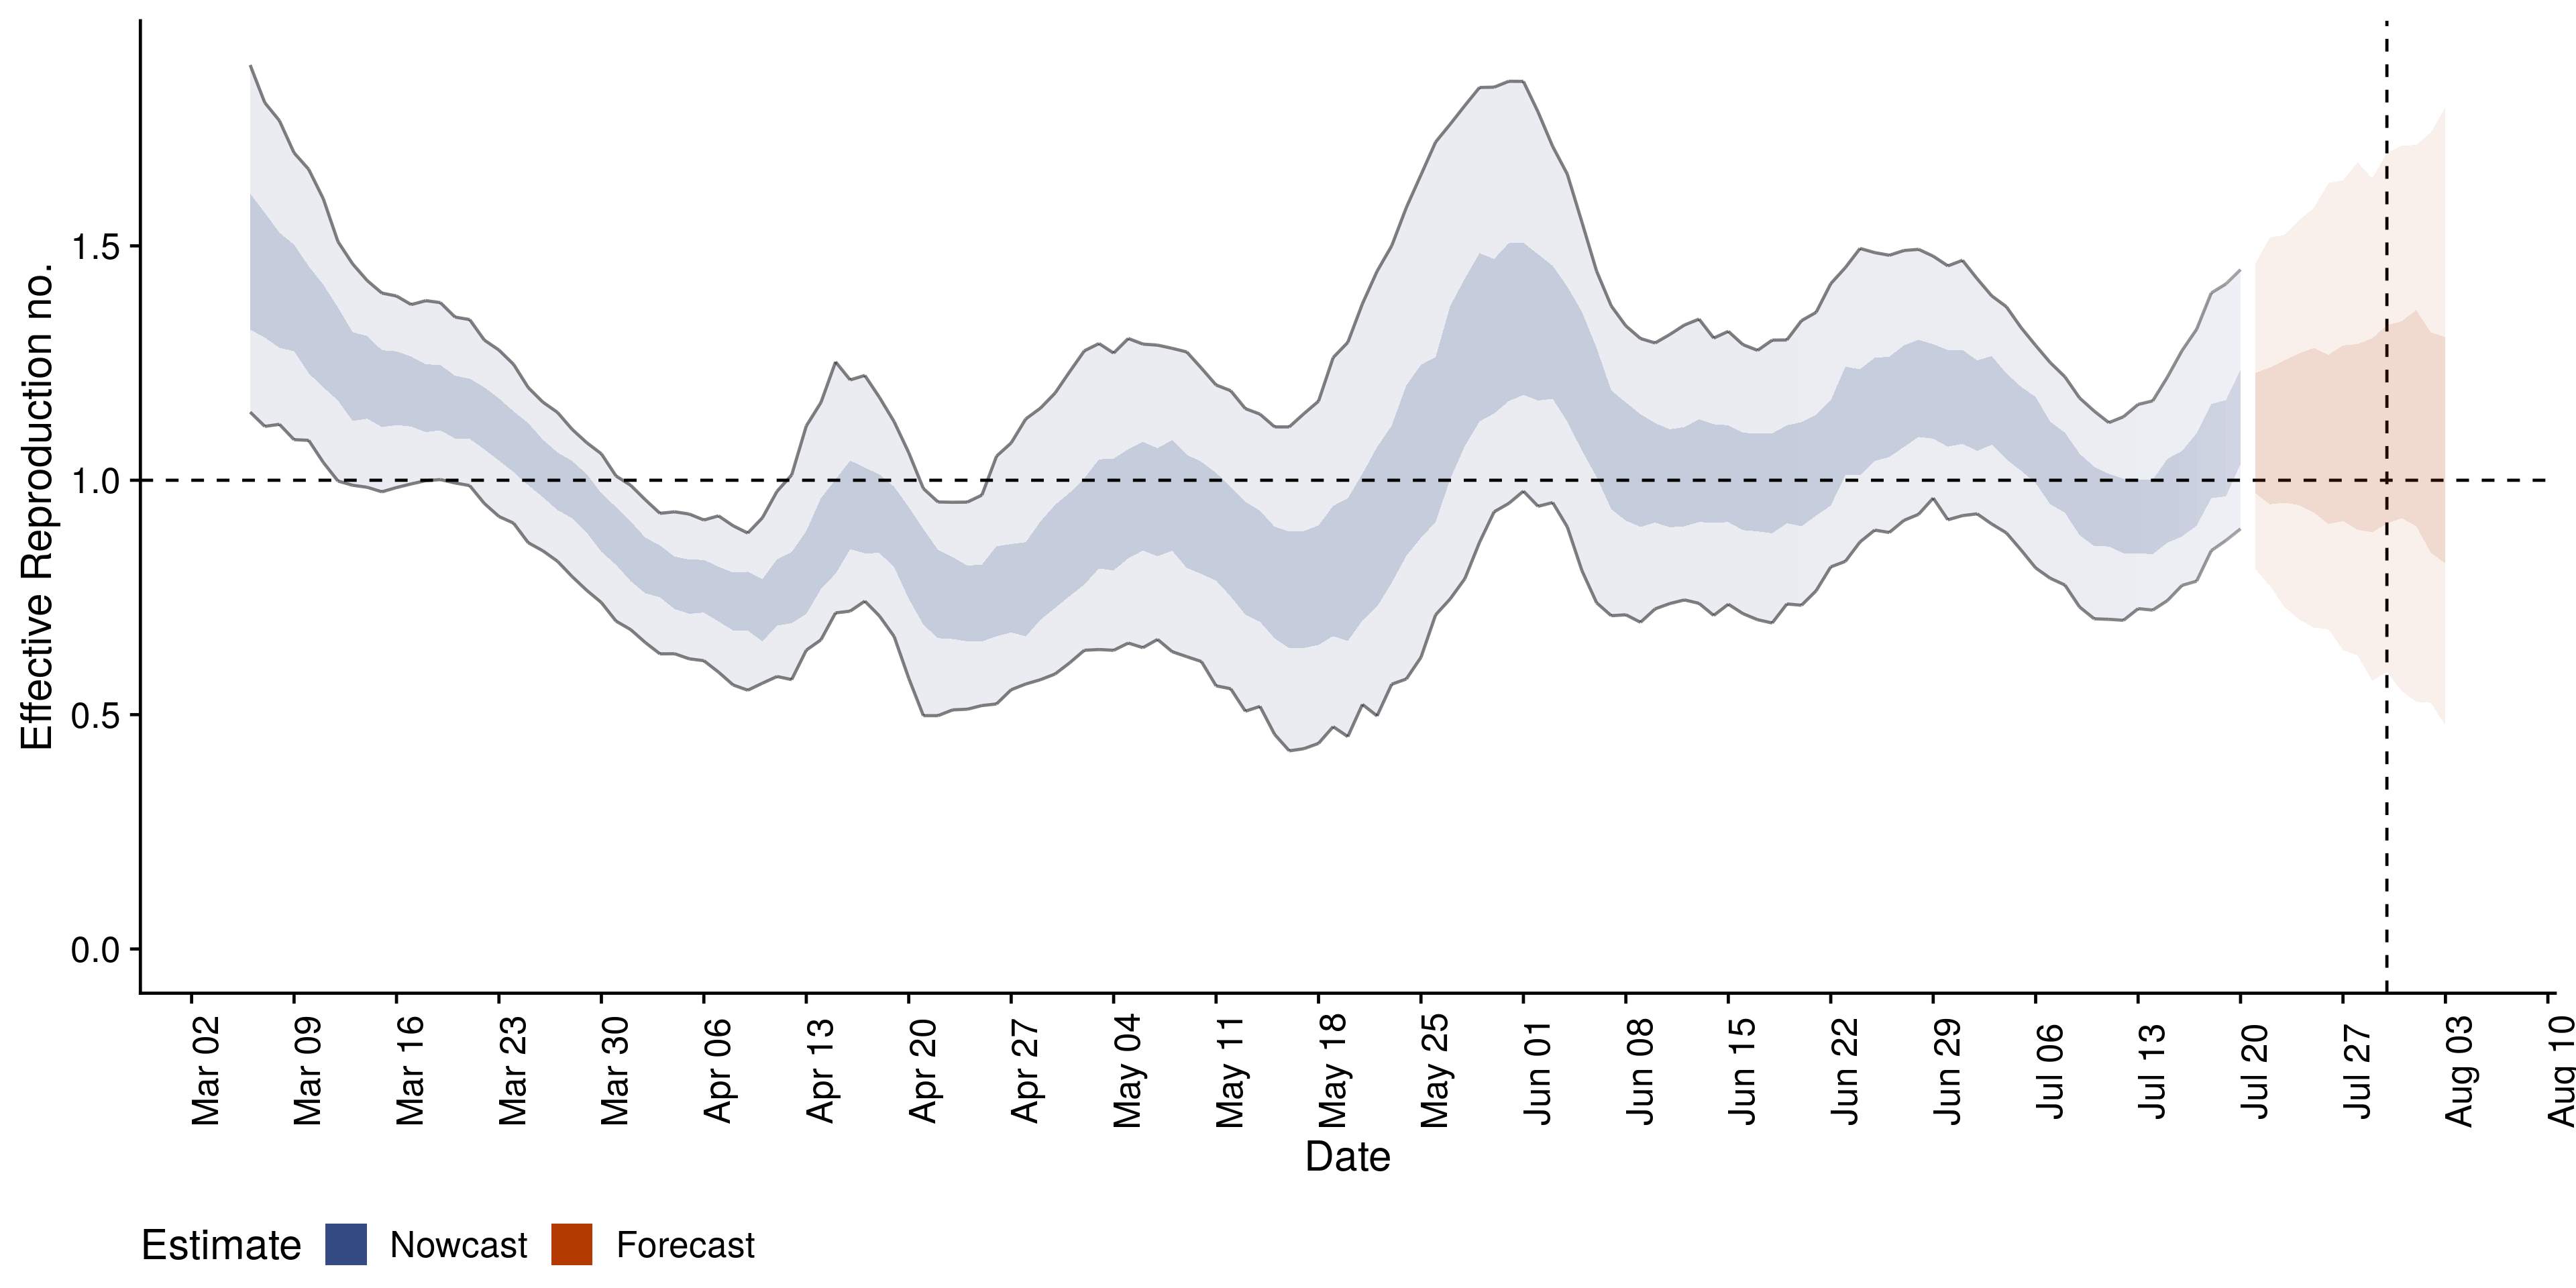 Effective Reproduction no.
1.5
1.0
0.5
0.0
Mar 02
Mar 09
Mar 16
Mar 23
Mar 30
Apr 06
Apr 13
Apr 20
Apr 27
May 04
May 11
May 18
May 25
Jun 01
Jun 08
Jun 15
Jun 22
Jun 29
Jul 06
Jul 13
Jul 20
Jul 27
Aug 03
Aug 10
Date
Estimate Nowcast Forecast